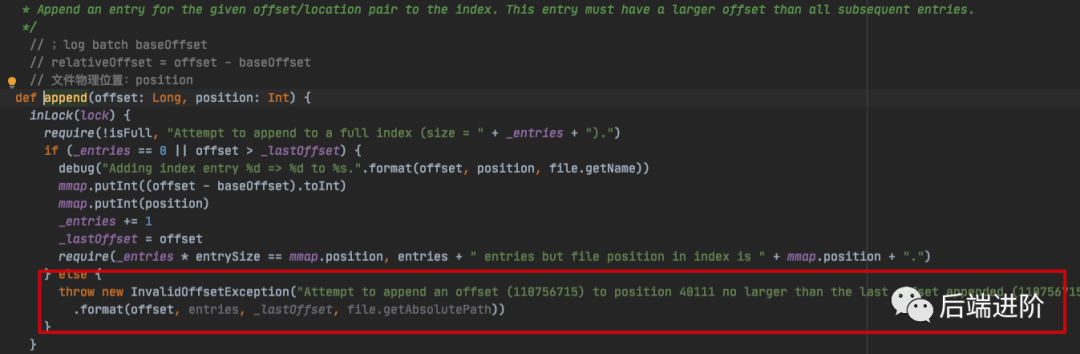 * Append an entry for the given offset/location pair to the index. This entry must have a larger offset than all subsequent entries.
*/
// ；log batch baseOffset
// relativeOffset = offset - baseOffset
// 文件物理位置：position
def append(offset: Long, position: Int) {
inLock(lock) {
require(!isFull, "Attempt to append to a full index (size = " + _entries + ").")
if (_entries == 0 || offset > _lastOffset) {
debug("Adding index entry %d => %d to %s.".format(offset, position, file.getName))
mmap.putInt((offset - baseOffset).toInt)
mmap.putInt(position)
_entries += 1
_lastOffset = offset
require(_entries * entrySize == mmap.position, entries + " entries but file position in index is " + mmap.position + ".")
} else {
throw new InvalidOffsetException("Attempt to append an offset (110756715) to position 40111 no larger than the last offset appended (110756715
.format(offset, entries, _lastOffset, file.getAbsolutePath))
}
}
后端进阶